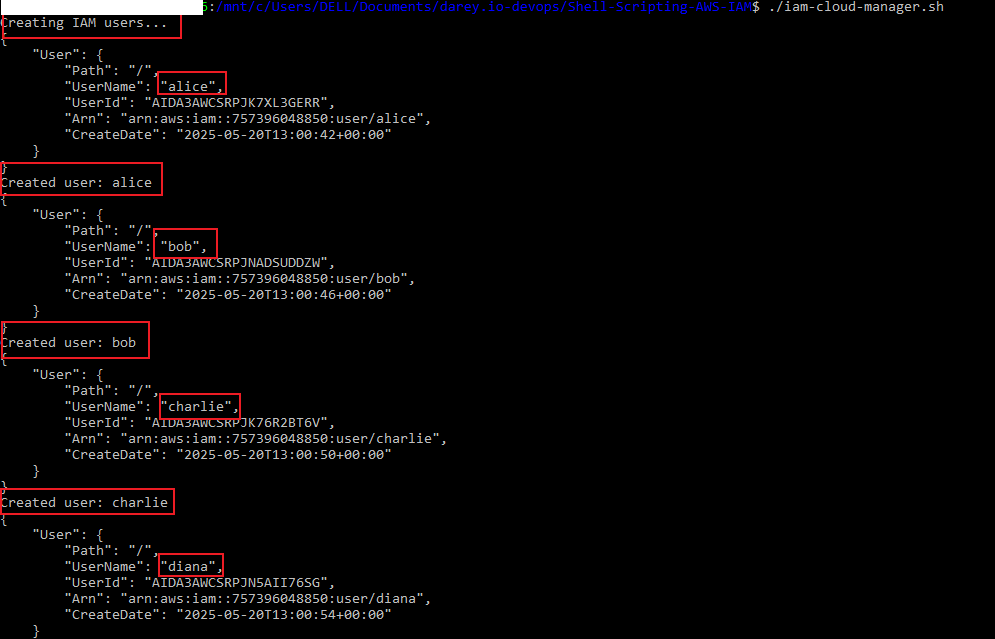 5:/mnt/c/Users/DELL/Documents/darey.io-devops/Shell-Scripting-AWS-IAM$ ./iam-cloud-manager.sh
Creating IAM users...
{
    "User": {
        "Path": "/",
        "UserName": "alice",
        "UserId": "AIDA3AWCSRPJK7XL3GERR",
        "Arn": "arn:aws:iam::757396048850:user/alice",
        "CreateDate": "2025-05-20T13:00:42+00:00"
    }
}
Created user: alice
{
    "User": {
        "Path": "/",
        "UserName": "bob",
        "UserId": "AIDA3AWCSRPJNADSUDDZW",
        "Arn": "arn:aws:iam::757396048850:user/bob",
        "CreateDate": "2025-05-20T13:00:46+00:00"
    }
}
Created user: bob
{
    "User": {
        "Path": "/",
        "UserName": "charlie",
        "UserId": "AIDA3AWCSRPJK76R2BT6V",
        "Arn": "arn:aws:iam::757396048850:user/charlie",
        "CreateDate": "2025-05-20T13:00:50+00:00"
    }
}
Created user: charlie
{
    "User": {
        "Path": "/",
        "UserName": "diana",
        "UserId": "AIDA3AWCSRPJN5AII76SG",
        "Arn": "arn:aws:iam::757396048850:user/diana",
        "CreateDate": "2025-05-20T13:00:54+00:00"
    }